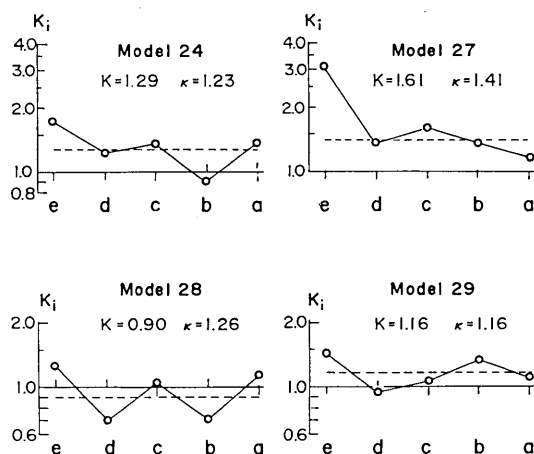 Ki
Model 24
K=1.29 κ=1.23
4.0
3.0
2.0
1.0
0.8
e d c b a
Ki
Model 27
K=1.61 κ=1.41
4.0
3.0
2.0
1.0
e d c b a
Ki
Model 28
K=0.90 κ=1.26
2.0
1.0
0.6
e d c b a
Ki
Model 29
K=1.16 κ=1.16
2.0
1.0
0.6
e d c b a